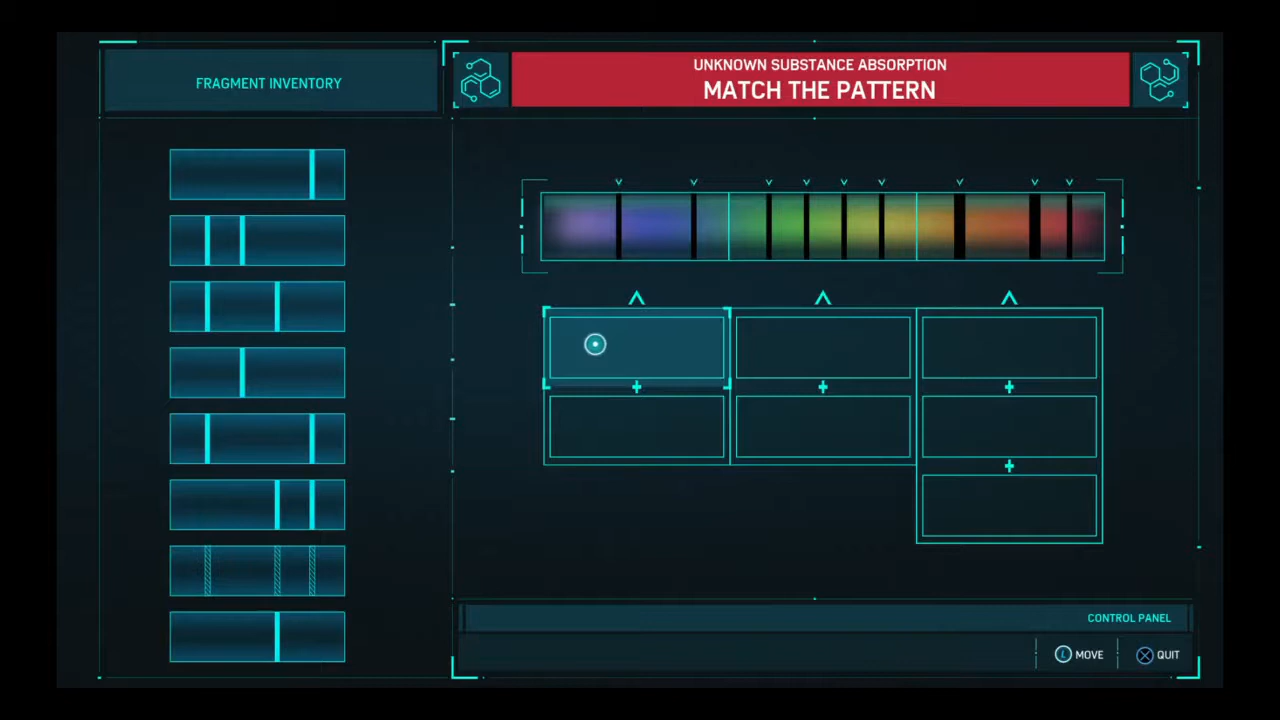 FRAGMENT INVENTORY
UNKNOWN SUBSTANCE ABSORPTION
MATCH THE PATTERN
CONTROL PANEL
L MOVE
QUIT